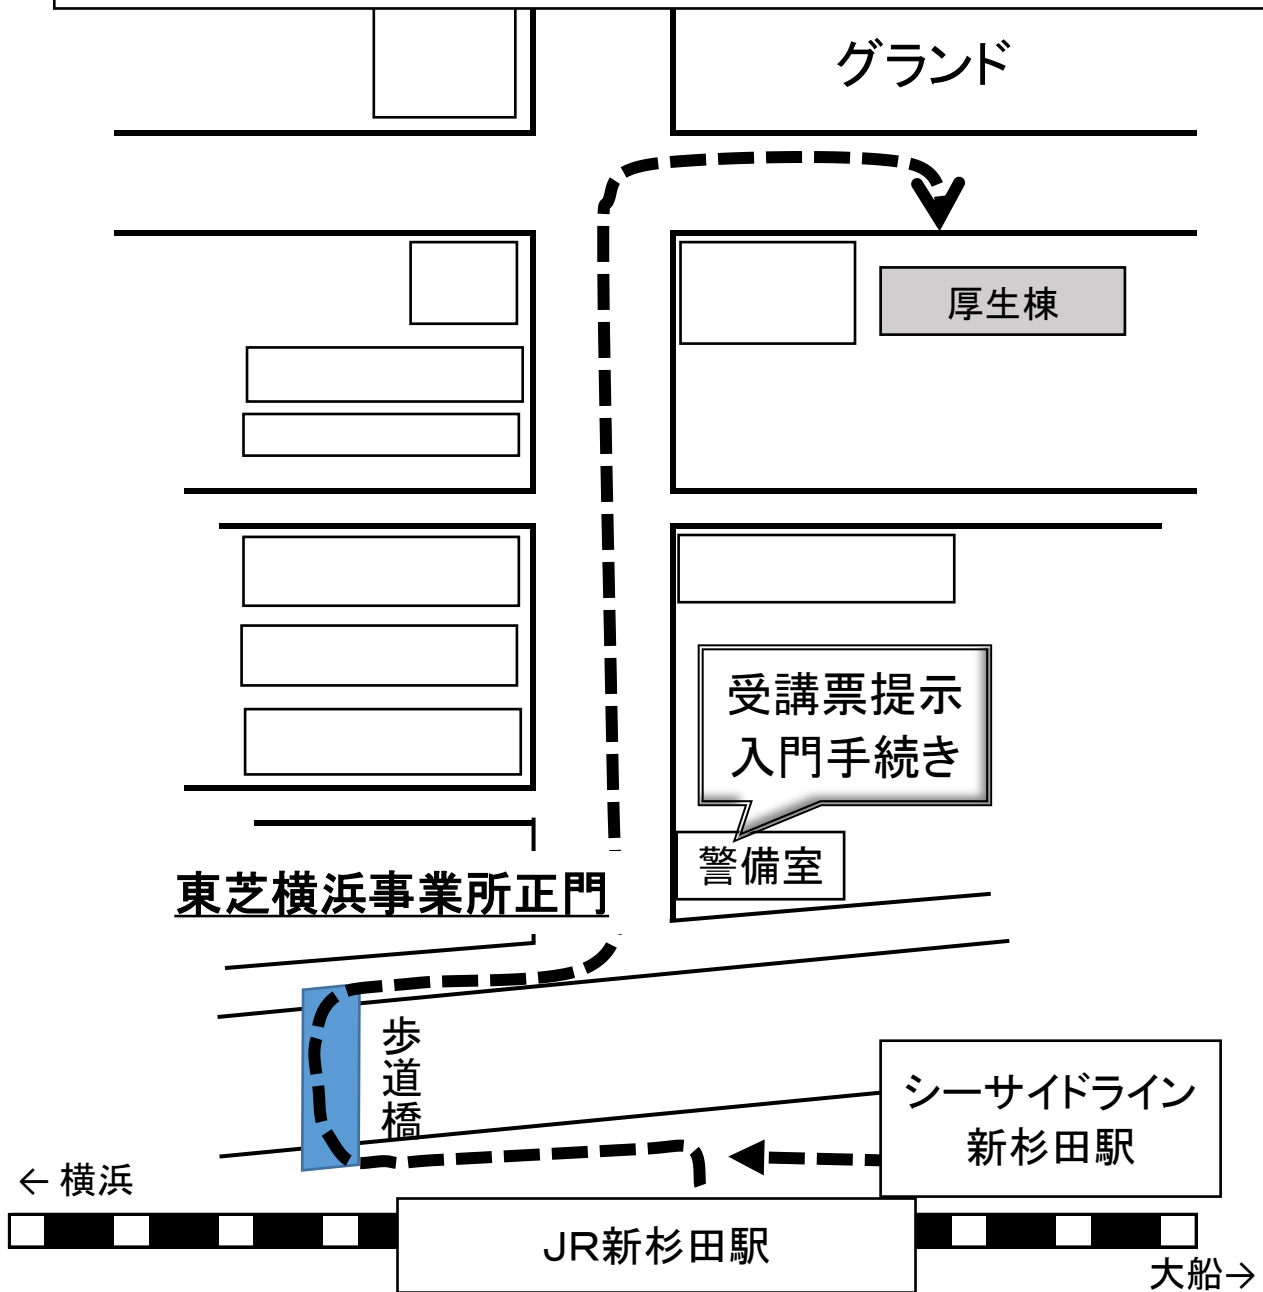 グランド
厚生棟
受講票提示
入門手続き
警備室
東芝横浜事業所正門
歩道橋
シーサイドライン
新杉田駅
←横浜
JR新杉田駅
大船→